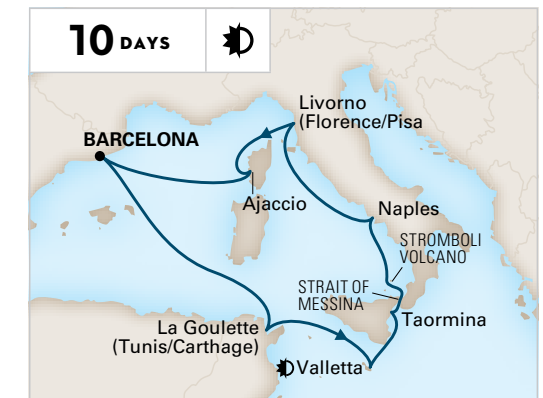 10 DAYS
Livorno
(Florence/Pisa
BARCELONA
Ajaccio
Naples
STROMBOLI
VOLCANO
STRAIT OF
MESSINA
Taormina
La Goulette
(Tunis/Carthage)
Valletta